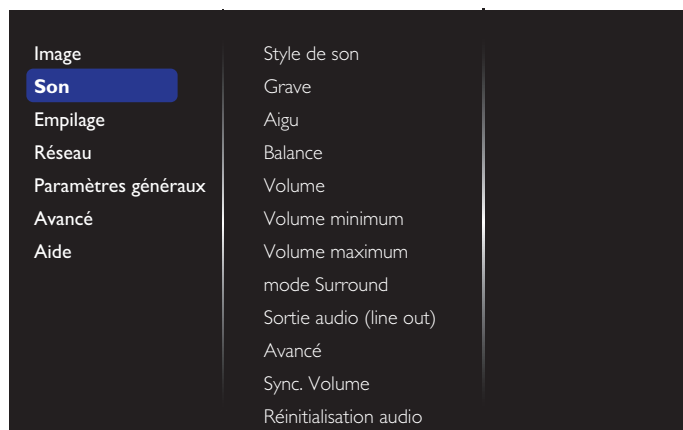 Image
Son
Empilage
Réseau
Paramètres généraux
Avancé
Aide
Style de son
Grave
Aigu
Balance
Volume
Volume minimum
Volume maximum
mode Surround
Sortie audio (line out)
Avancé
Sync. Volume
Réinitialisation audio